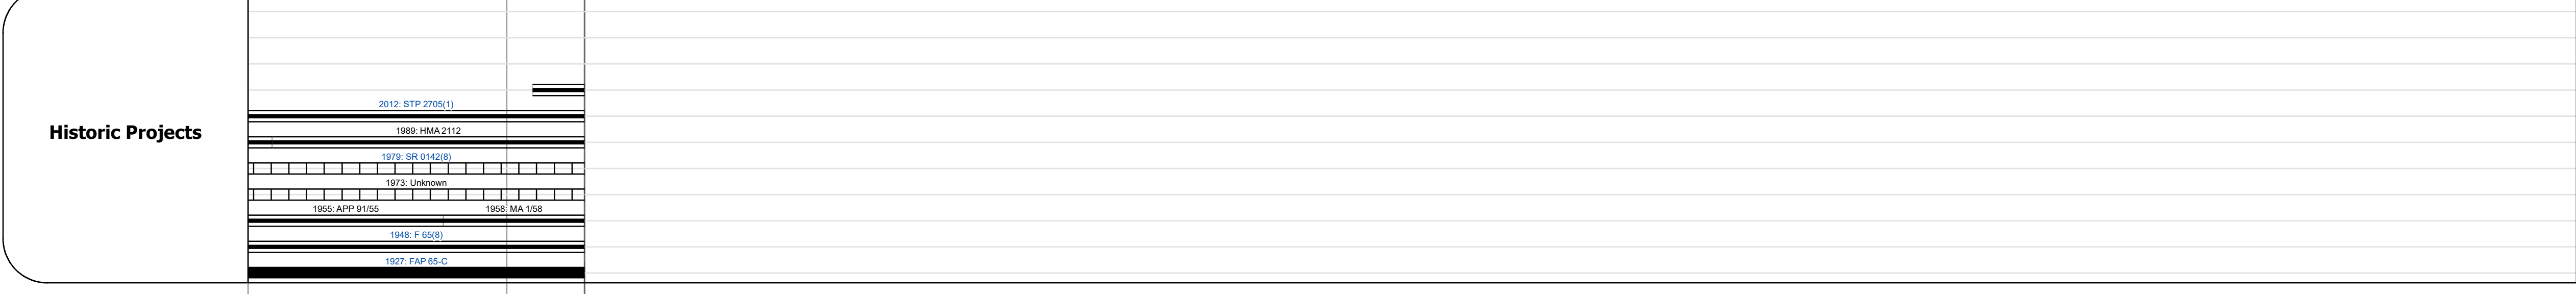 Historic Projects
2012: STP 2705(1)
1989: HMA 2112
1979: SR 0142(8)
1973: Unknown
1955: APP 91/55
1958: MA 1/58
1948: F 65(8)
1927: FAP 65-C